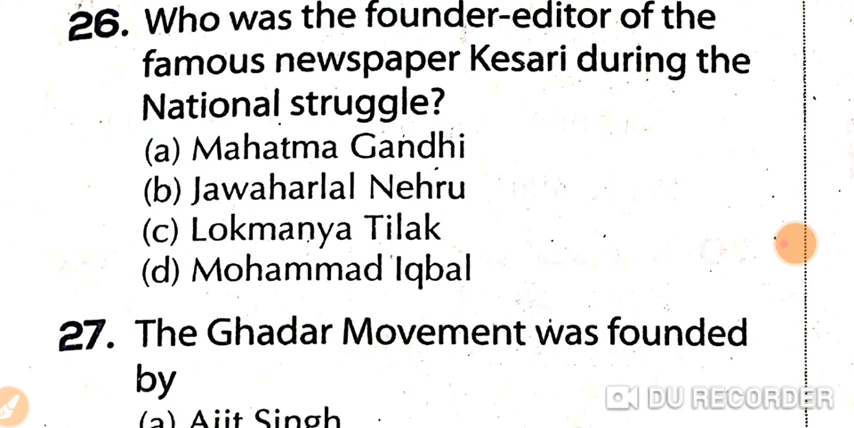 26. Who was the founder-editor of the
famous newspaper Kesari during the
National struggle?
(a) Mahatma Gandhi
(b) Jawaharlal Nehru
(c) Lokmanya Tilak
(d) Mohammad Iqbal
27. The Ghadar Movement was founded
by
(a) Ajit Singh
DU RECORDER